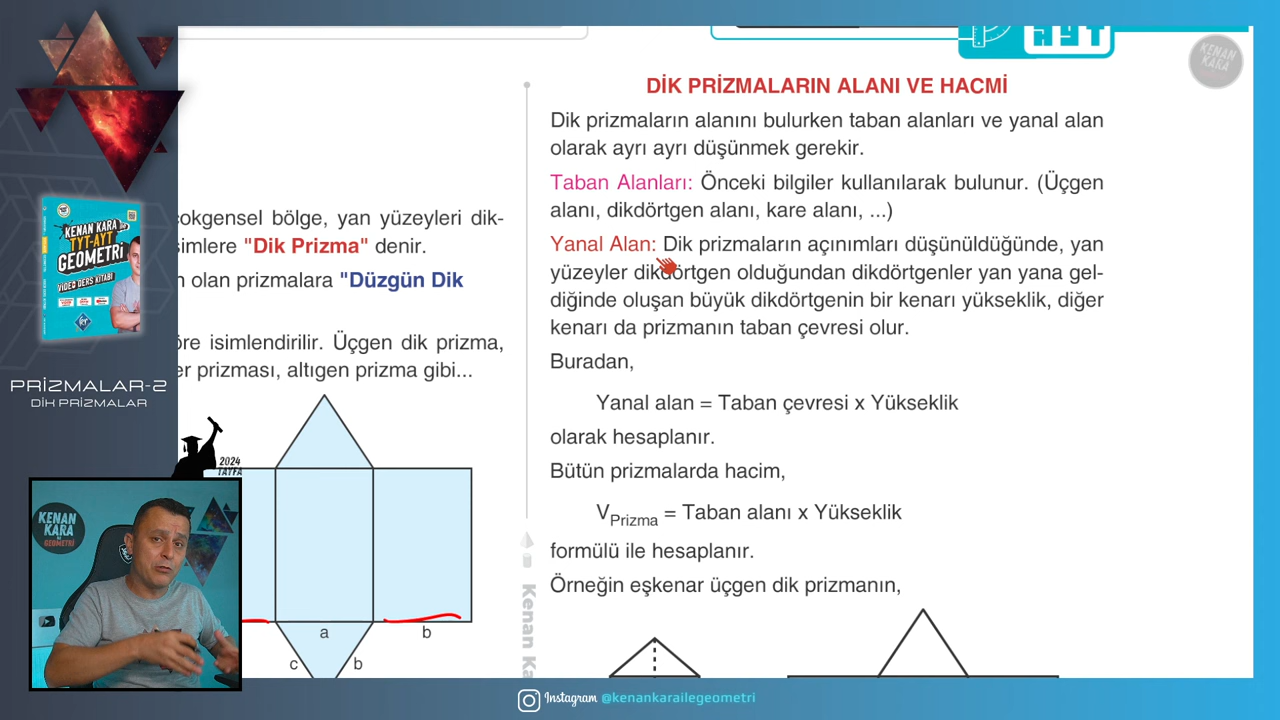 KENAN KARA
TYT-AYT
GEOMETRİ
VİDEO DERS KİTABI
PRİZMALAR-2
DİK PRİZMALAR
çokgensel bölge, yan yüzeyleri dik-
simlere "Dik Prizma" denir.
n olan prizmalara "Düzgün Dik
öre isimlendirilir. Üçgen dik prizma,
er prizması, altıgen prizma gibi...
2024
TAYFA
a
b
c
b
KENAN
KARA
GEOMETRİ
Kenan Ka
AYT
KENAN
KARA
DİK PRİZMALARIN ALANI VE HACMİ
Dik prizmaların alanını bulurken taban alanları ve yanal alan
olarak ayrı ayrı düşünmek gerekir.
Taban Alanları: Önceki bilgiler kullanılarak bulunur. (Üçgen
alanı, dikdörtgen alanı, kare alanı, ...)
Yanal Alan: Dik prizmaların açınımları düşünüldüğünde, yan
yüzeyler dikdörtgen olduğundan dikdörtgenler yan yana gel-
diğinde oluşan büyük dikdörtgenin bir kenarı yükseklik, diğer
kenarı da prizmanın taban çevresi olur.
Buradan,
Yanal alan = Taban çevresi x Yükseklik
olarak hesaplanır.
Bütün prizmalarda hacim,
VPrizma = Taban alanı x Yükseklik
formülü ile hesaplanır.
Örneğin eşkenar üçgen dik prizmanın,
Instagram @kenankarailegeometri